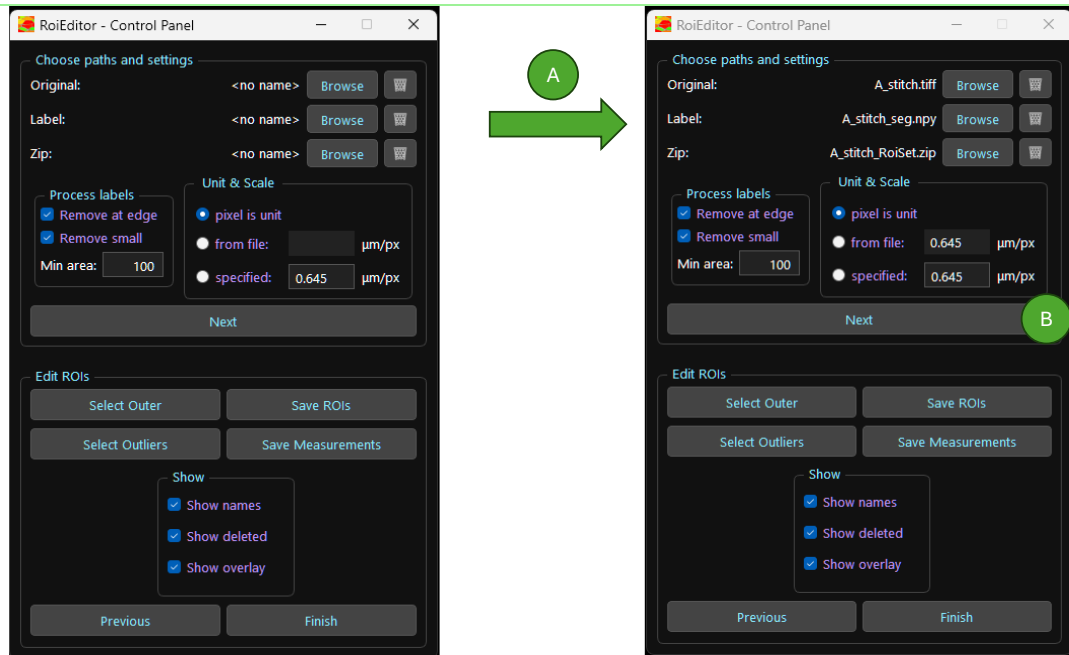 RoiEditor - Control Panel
Choose paths and settings
Original: <no name> Browse
Label: <no name> Browse
Zip: <no name> Browse
Process labels
Remove at edge
Remove small
Min area: 100
Unit & Scale
pixel is unit
from file: µm/px
specified: 0.645 µm/px
Next
Edit ROIs
Select Outer Save ROIs
Select Outliers Save Measurements
Show
Show names
Show deleted
Show overlay
Previous Finish
A
RoiEditor - Control Panel
Choose paths and settings
Original: A_stitch.tiff Browse
Label: A_stitch_seg.npy Browse
Zip: A_stitch_RoiSet.zip Browse
Process labels
Remove at edge
Remove small
Min area: 100
Unit & Scale
pixel is unit
from file: 0.645 µm/px
specified: 0.645 µm/px
Next
B
Edit ROIs
Select Outer Save ROIs
Select Outliers Save Measurements
Show
Show names
Show deleted
Show overlay
Previous Finish